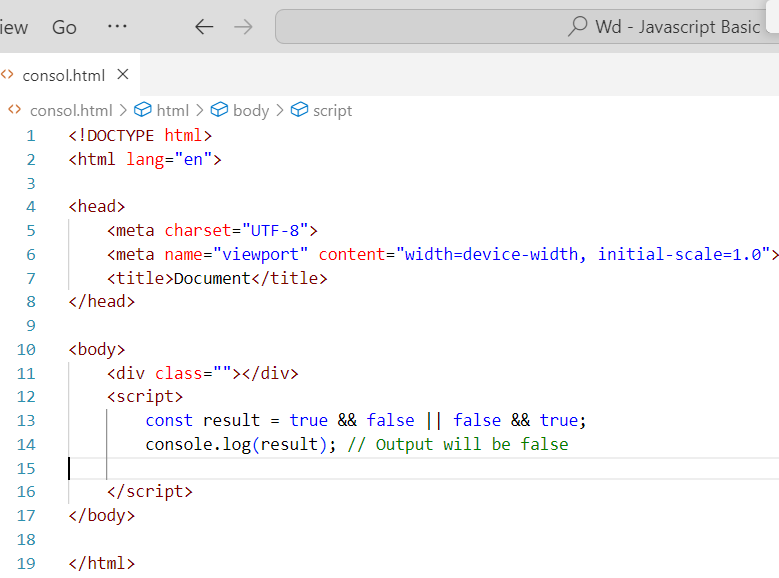 iew Go ··· Wd - Javascript Basic
consol.html
consol.html > html > body > script
1 <!DOCTYPE html>
2 <html lang="en">
3
4 <head>
5 <meta charset="UTF-8">
6 <meta name="viewport" content="width=device-width, initial-scale=1.0">
7 <title>Document</title>
8 </head>
9
10 <body>
11 <div class=""></div>
12 <script>
13 const result = true && false || false && true;
14 console.log(result); // Output will be false
15
16 </script>
17 </body>
18
19 </html>